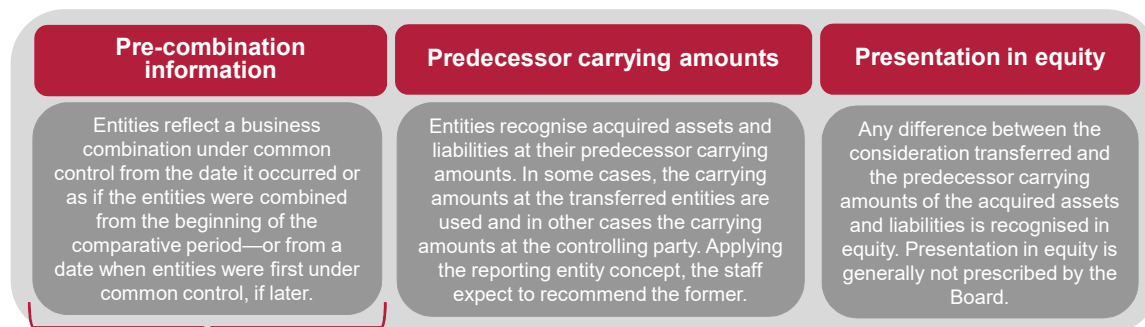 Pre-combination
information
Entities reflect a business
combination under common
control from the date it occurred or
as if the entities were combined
from the beginning of the
comparative period—or from a
date when entities were first under
common control, if later.
Predecessor carrying amounts
Entities recognise acquired assets and
liabilities at their predecessor carrying
amounts. In some cases, the carrying
amounts at the transferred entities are
used and in other cases the carrying
amounts at the controlling party. Applying
the reporting entity concept, the staff
expect to recommend the former.
Presentation in equity
Any difference between the
consideration transferred and
the predecessor carrying
amounts of the acquired assets
and liabilities is recognised in
equity. Presentation in equity is
generally not prescribed by the
Board.